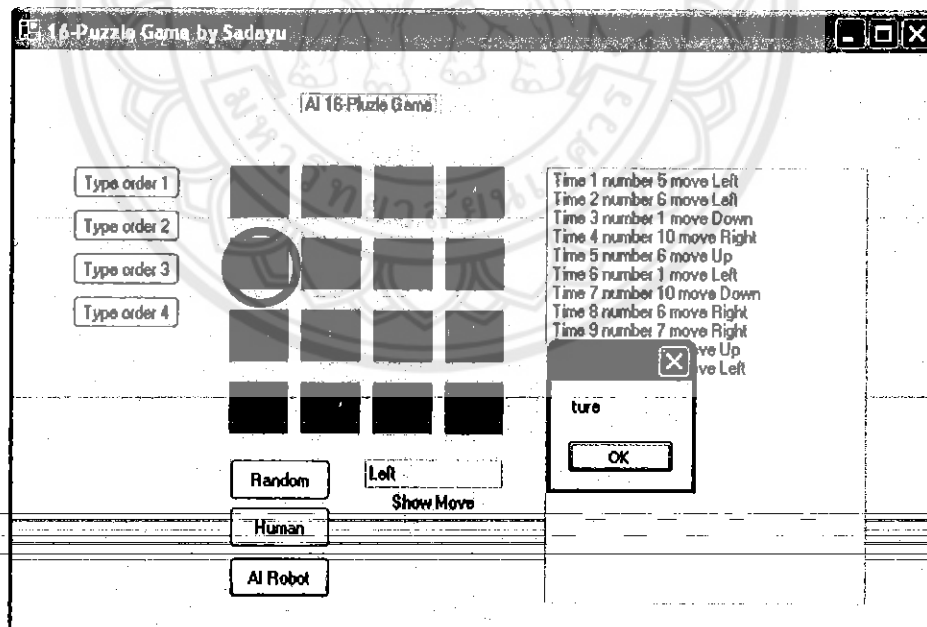 16-Puzzle Game by Sadayu
AI 16-Pluzle Game
Type order 1
Type order 2
Type order 3
Type order 4
Time 1 number 5 move Left
Time 2 number 6 move Left
Time 3 number 1 move Down
Time 4 number 10 move Right
Time 5 number 6 move Up
Time 6 number 1 move Left
Time 7 number 10 move Down
Time 8 number 6 move Right
Time 9 number 7 move Right
ve Up
ve Left
ture
OK
Random
Left
Show Move
Human
AI Robot